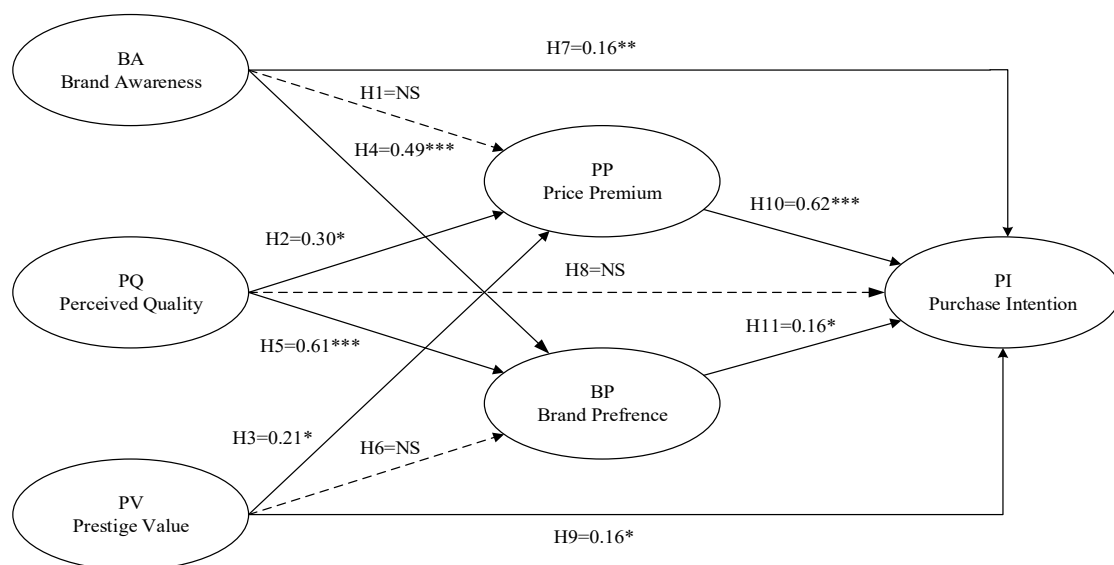 BA
Brand Awareness
H7=0.16**
H1=NS
H4=0.49***
PP
Price Premium
H10=0.62***
H2=0.30*
H8=NS
PQ
Perceived Quality
PI
Purchase Intention
H11=0.16*
H5=0.61***
BP
Brand Prefrence
H3=0.21*
H6=NS
PV
Prestige Value
H9=0.16*